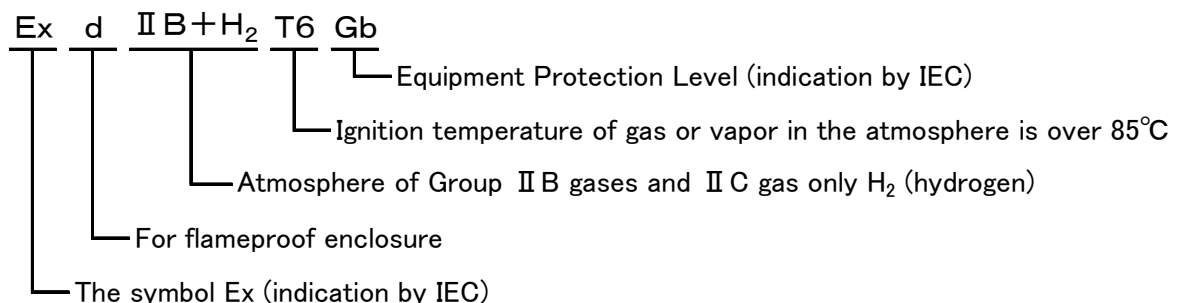 Ex d ⅡB+H₂ T6 Gb
Equipment Protection Level (indication by IEC)
Ignition temperature of gas or vapor in the atmosphere is over 85℃
Atmosphere of Group ⅡB gases and ⅡC gas only H₂ (hydrogen)
For flameproof enclosure
The symbol Ex (indication by IEC)